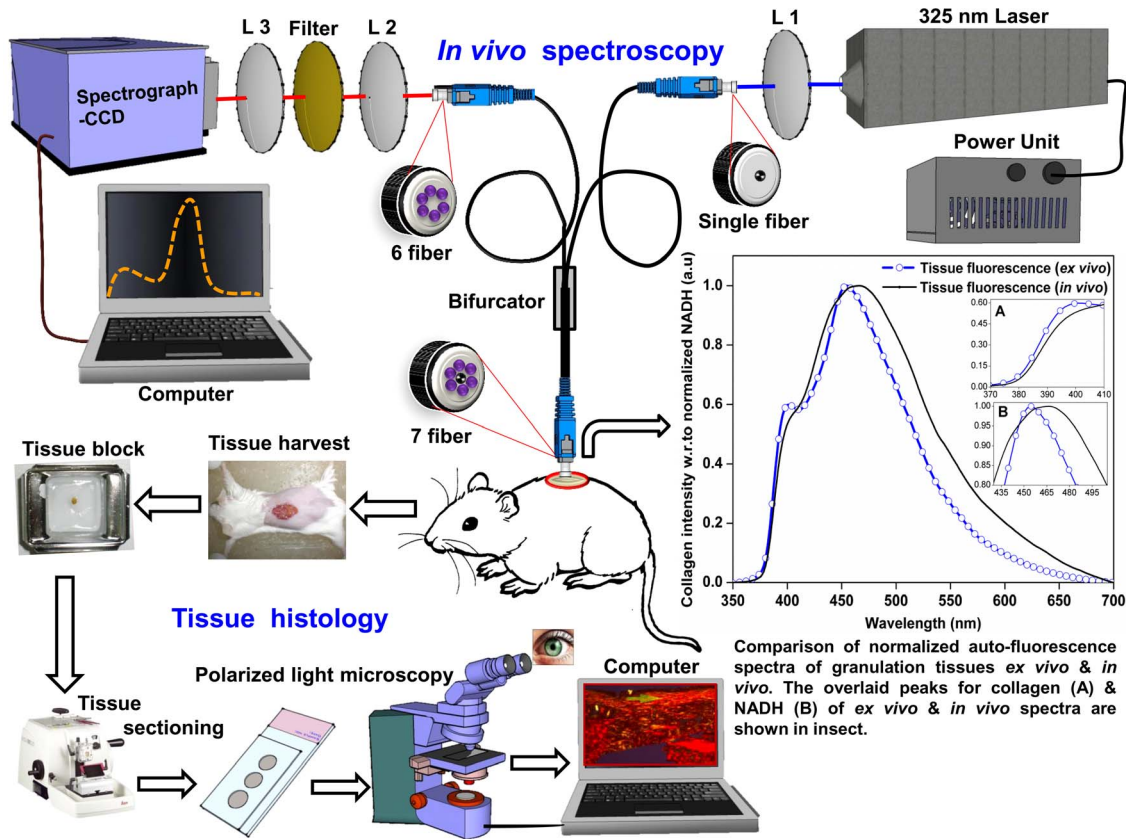 L 3
Filter
L 2
In vivo spectroscopy
L 1
325 nm Laser
Spectrograph
-CCD
Power Unit
6 fiber
Single fiber
Bifurcator
7 fiber
Computer
Tissue fluorescence (ex vivo)
Tissue fluorescence (in vivo)
Collagen intensity w.r.to normalized NADH (a.u)
1.0
0.8
0.6
0.4
0.2
0.0
350 400 450 500 550 600 650 700
Wavelength (nm)
A
0.60
0.45
0.30
0.15
0.00
370 380 390 400 410
B
1.00
0.95
0.90
0.85
0.80
435 450 465 480 495
Comparison of normalized auto-fluorescence
spectra of granulation tissues ex vivo & in
vivo. The overlaid peaks for collagen (A) &
NADH (B) of ex vivo & in vivo spectra are
shown in insect.
Tissue block
Tissue harvest
Tissue histology
Tissue
sectioning
Polarized light microscopy
Computer